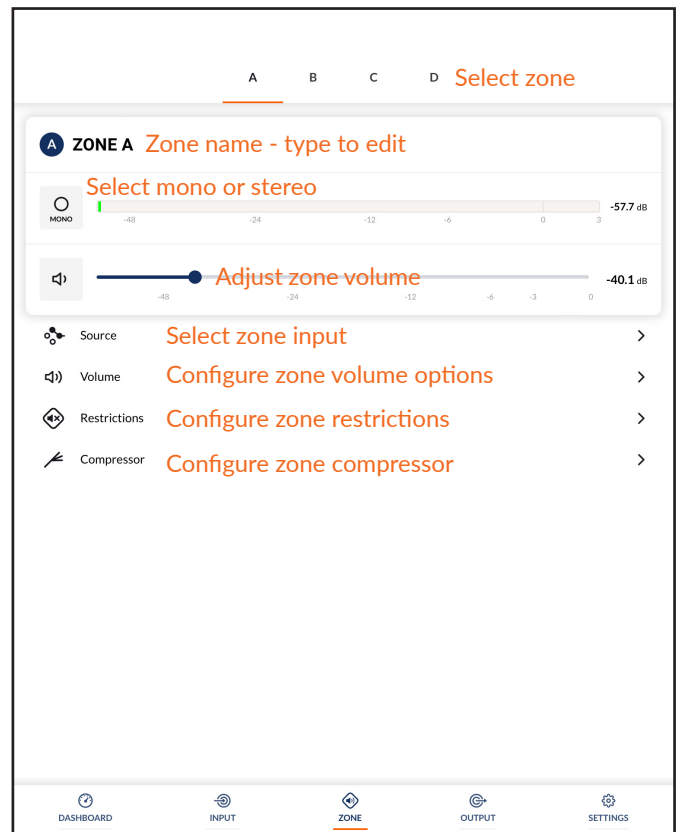 A B C D Select zone
A ZONE A Zone name - type to edit
Select mono or stereo
MONO -57.7 dB
-48 -24 -12 -6 0 3
Adjust zone volume -40.1 dB
-48 -24 -12 -6 -3 0
Source Select zone input
Volume Configure zone volume options
Restrictions Configure zone restrictions
Compressor Configure zone compressor
DASHBOARD INPUT ZONE OUTPUT SETTINGS